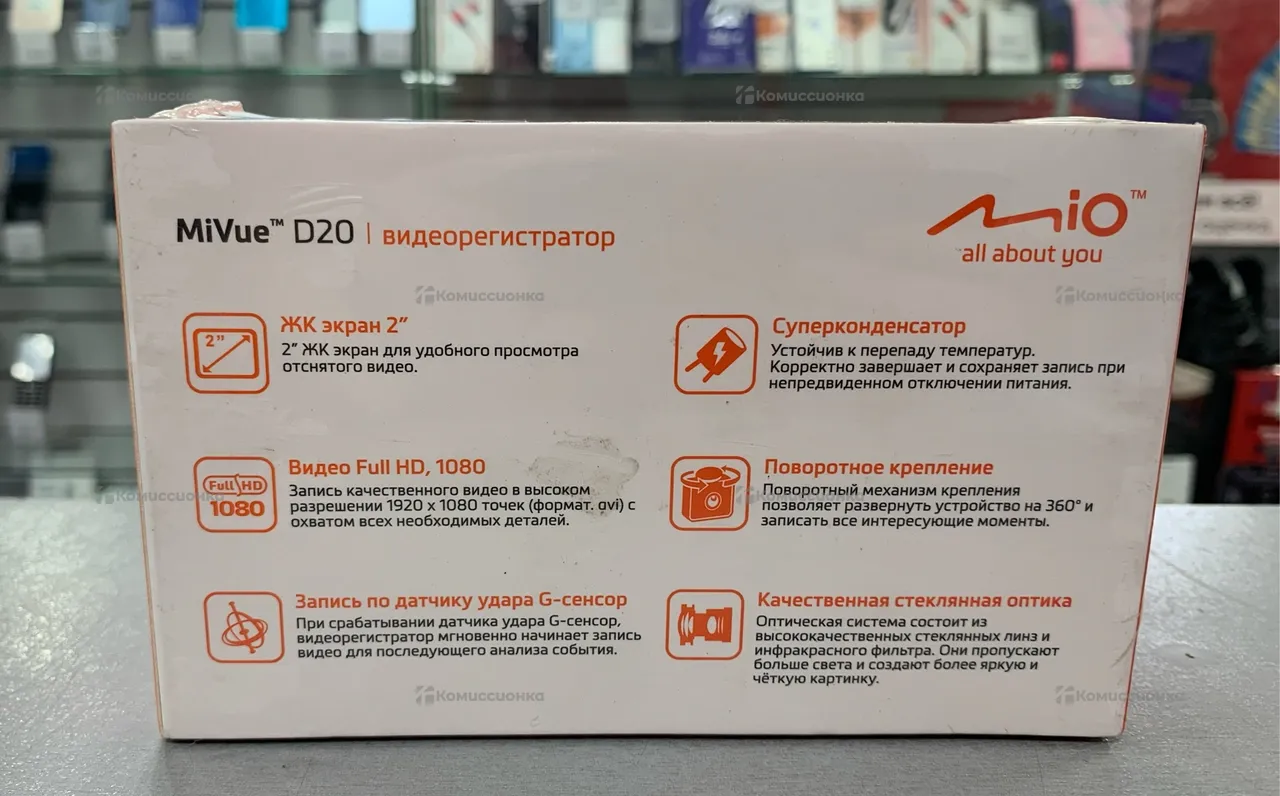 MiVue™ D20 | видеорегистратор
mio™
all about you
2”
ЖК экран 2”
2” ЖК экран для удобного просмотра
отснятого видео.
Суперконденсатор
Устойчив к перепаду температур.
Корректно завершает и сохраняет запись при
непредвиденном отключении питания.
Full HD
1080
Видео Full HD, 1080
Запись качественного видео в высоком
разрешении 1920 x 1080 точек (формат. avi) с
охватом всех необходимых деталей.
Поворотное крепление
Поворотный механизм крепления
позволяет развернуть устройство на 360° и
записать все интересующие моменты.
Запись по датчику удара G-сенсор
При срабатывании датчика удара G-сенсор,
видеорегистратор мгновенно начинает запись
видео для последующего анализа события.
Качественная стеклянная оптика
Оптическая система состоит из
высококачественных стеклянных линз и
инфракрасного фильтра. Они пропускают
больше света и создают более яркую и
чёткую картинку.
Комиссионка
Комиссионка
Комиссионка
Комиссионка
Комиссионка
Комиссионка
Комиссионка
Комиссионка